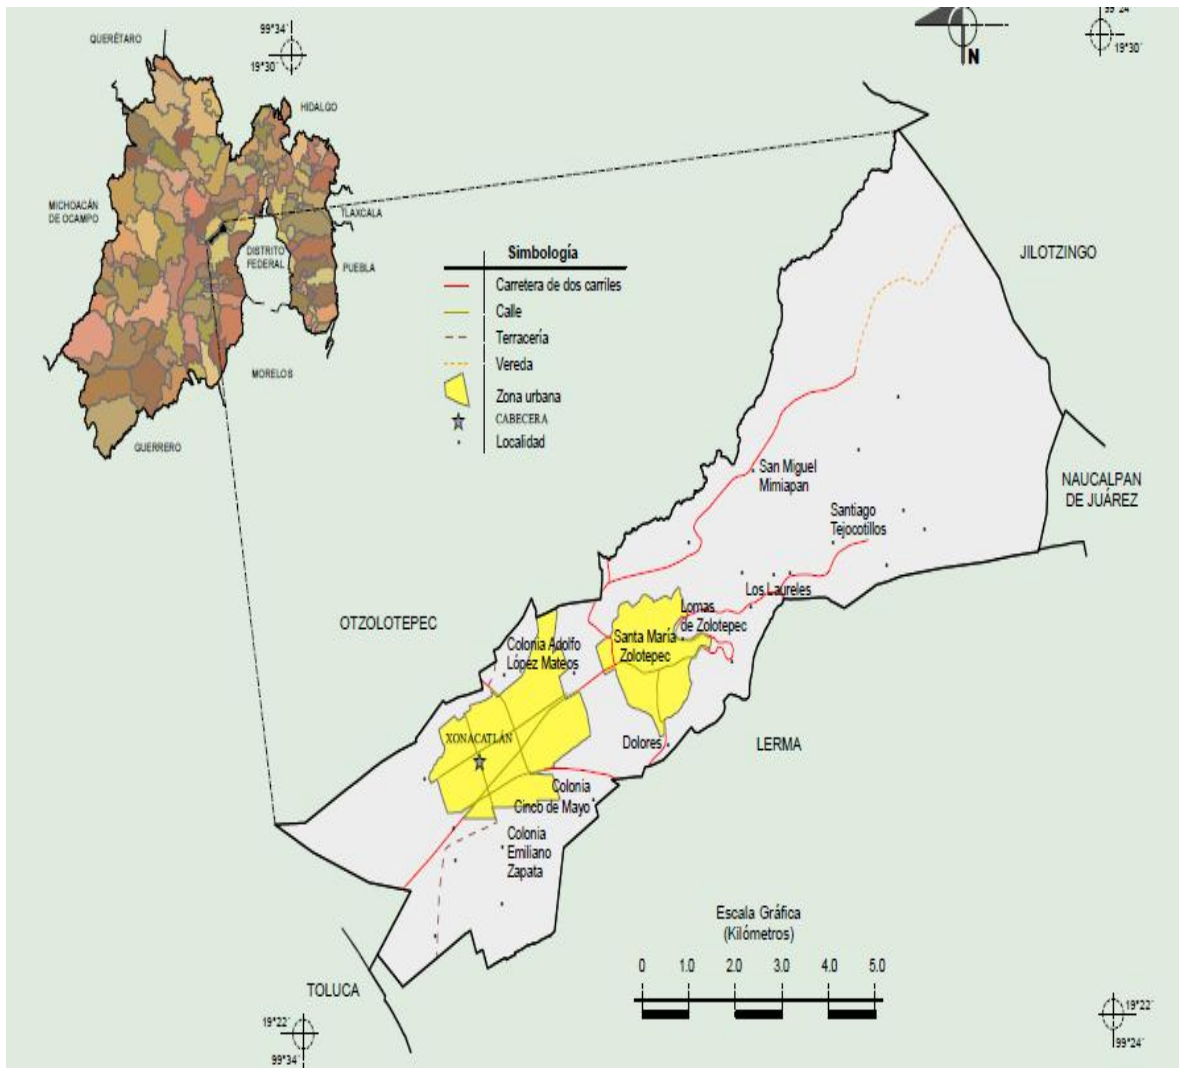 QUERÉTARO
99°34´
19°30´
HIDALGO
MICHOACÁN
DE OCAMPO
TLAXCALA
DISTRITO
FEDERAL
PUEBLA
MORELOS
GUERRERO
N
99°24´
19°30´
Simbología
Carretera de dos carriles
Calle
Terracería
Vereda
Zona urbana
CABECERA
Localidad
JILOTZINGO
NAUCALPAN
DE JUÁREZ
San Miguel
Mimiapan
Santiago
Tejocotillos
Los Laureles
Lomas
de Zolotepec
OTZOLOTEPEC
Santa María
Zolotepec
Colonia Adolfo
López Mateos
XONACATLÁN
Dolores
LERMA
Colonia
Cinco de Mayo
Colonia
Emiliano
Zapata
TOLUCA
Escala Gráfica
(Kilómetros)
0 1.0 2.0 3.0 4.0 5.0
19°22´
99°34´
19°22´
99°24´